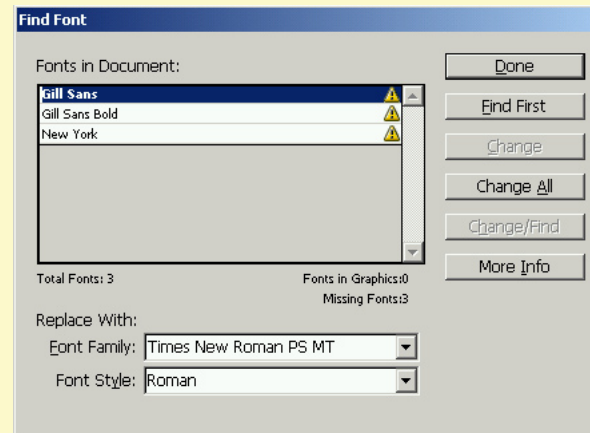 Find Font
Fonts in Document:
Gill Sans
Gill Sans Bold
New York
Total Fonts: 3 Fonts in Graphics:0
Missing Fonts:3
Replace With:
Font Family: Times New Roman PS MT
Font Style: Roman
Done
Find First
Change
Change All
Change/Find
More Info